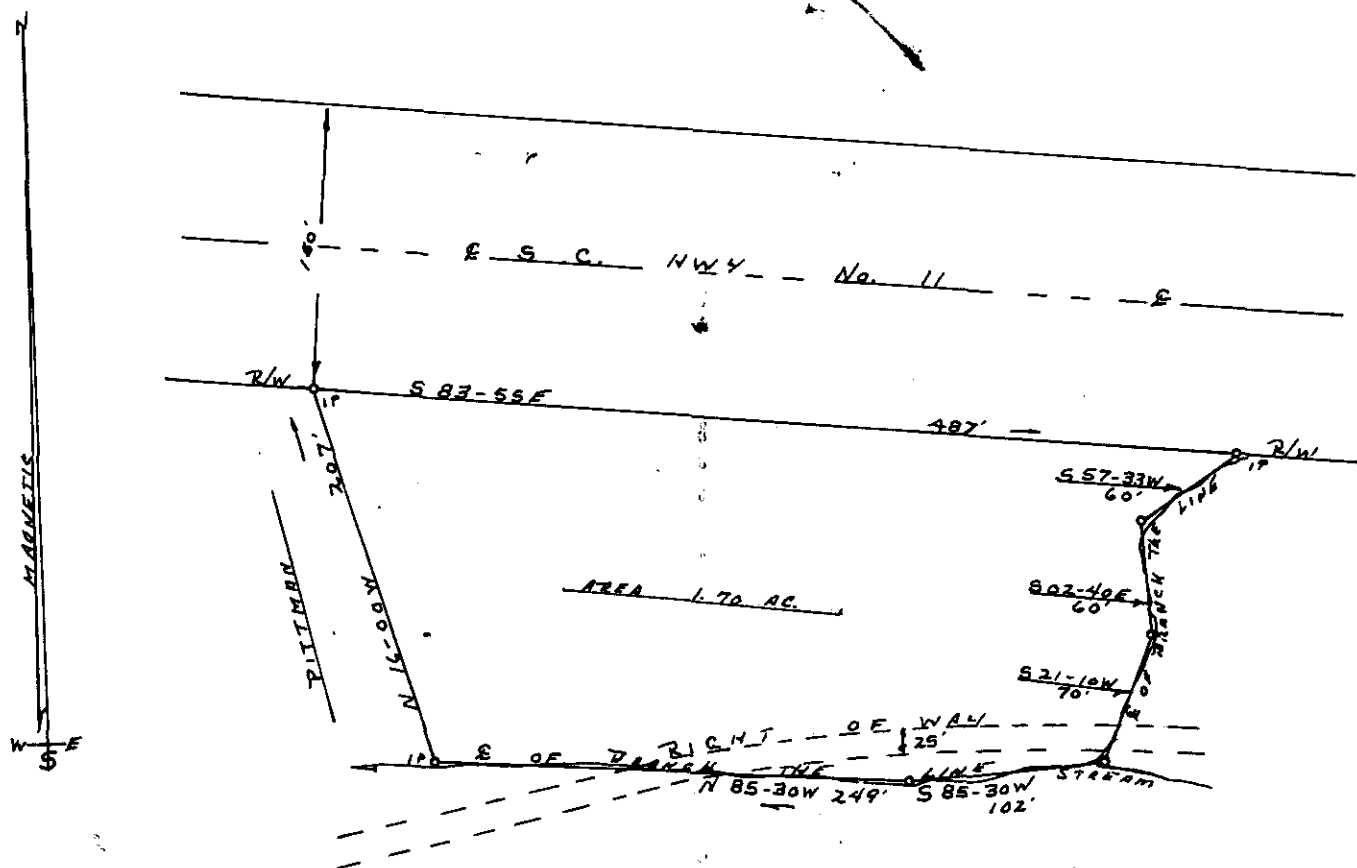 N
MAGNETIC
W E
S
℄ S. C. HWY No. 11 ℄
R/W
IP
S 83-55E
487'
R/W
IP
207'
N 16-00W
PITTMAN
S 57-33W
60'
LINE
THE
BRANCH
OF
℄
S 02-40E
60'
S 21-10W
70'
AREA 1.70 AC.
RIGHT OF WAY
25'
IP
℄ OF BRANCH THE LINE
STREAM
N 85-30W 249'
S 85-30W
102'